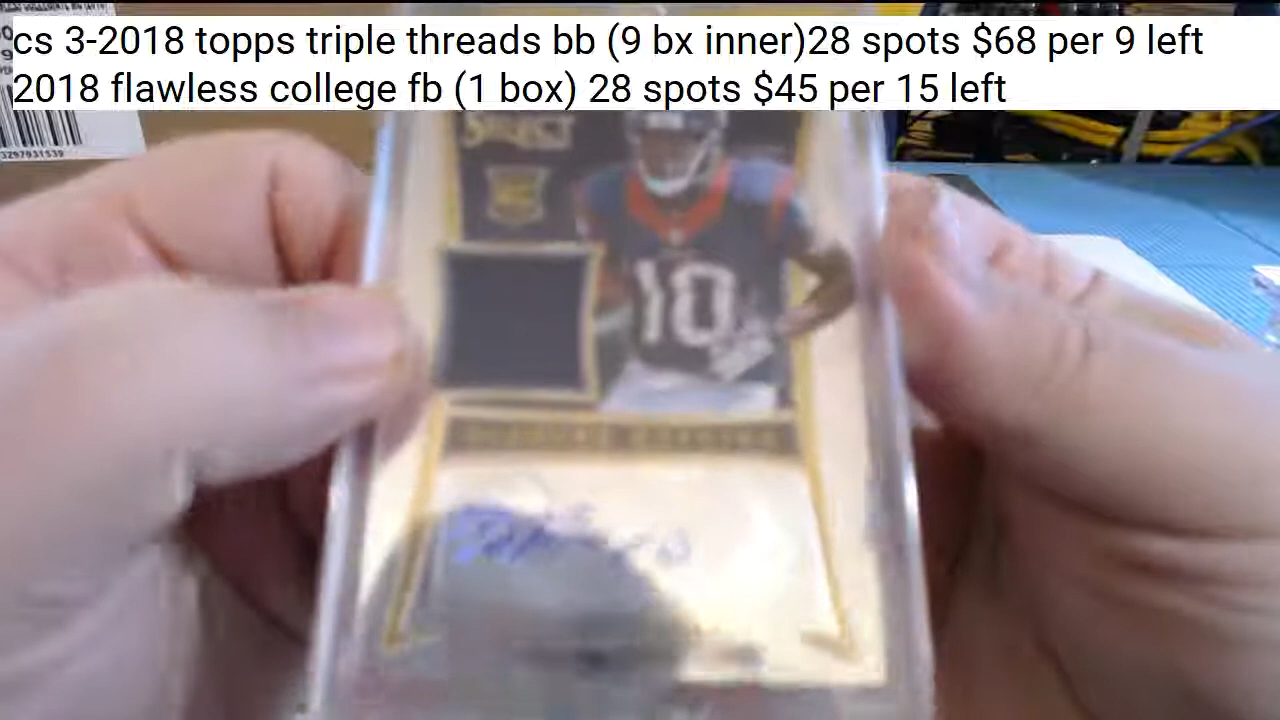 cs 3-2018 topps triple threads bb (9 bx inner)28 spots $68 per 9 left
2018 flawless college fb (1 box) 28 spots $45 per 15 left
SELECT
10